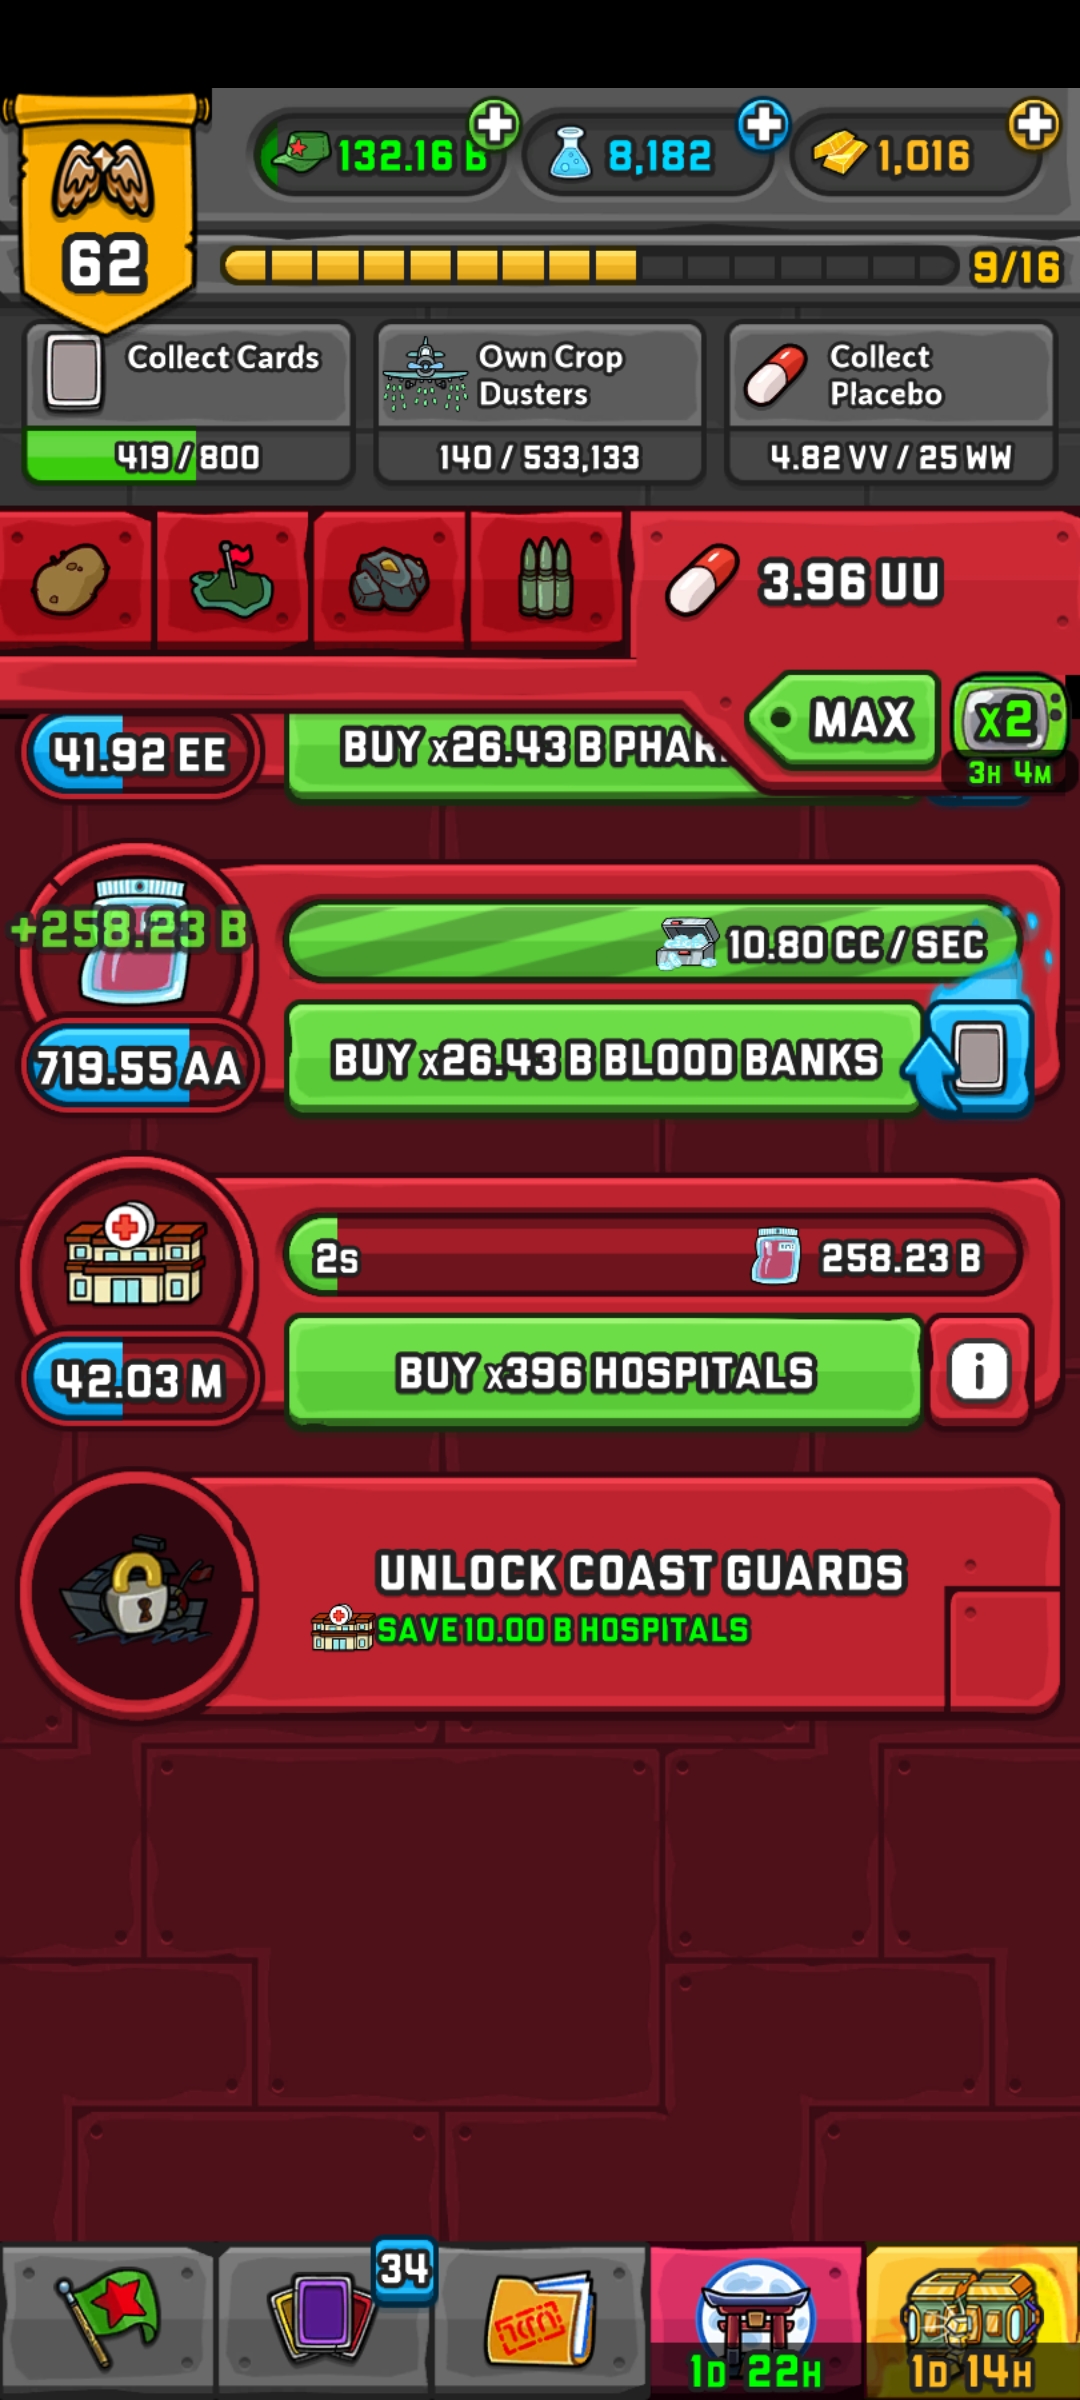 62
132.16 B
8,182
1,016
9/16
Collect Cards
419 / 800
Own Crop
Dusters
140 / 533,133
Collect
Placebo
4.82 VV / 25 WW
3.96 UU
MAX
x2
3H 4M
41.92 EE
BUY x26.43 B PHAR
+258.23 B
10.80 CC / SEC
719.55 AA
BUY x26.43 B BLOOD BANKS
2s
258.23 B
42.03 M
BUY x396 HOSPITALS
i
UNLOCK COAST GUARDS
SAVE 10.00 B HOSPITALS
34
1D 22H
1D 14H